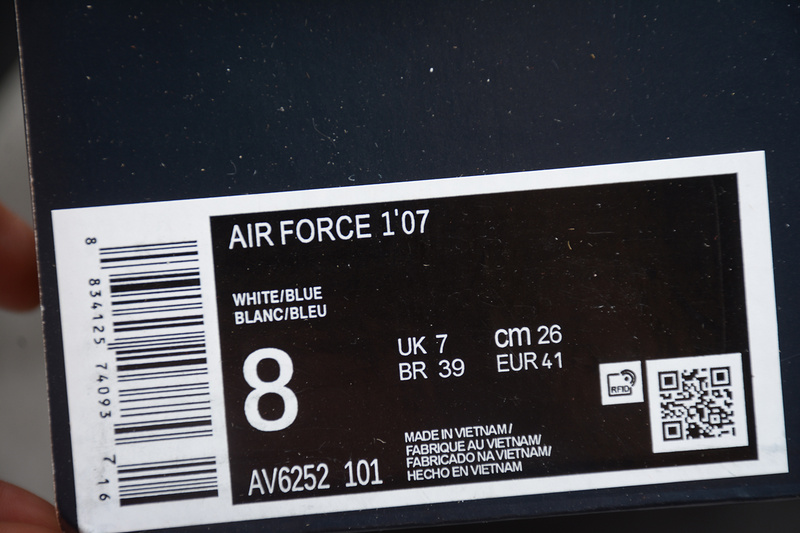 AIR FORCE 1'07
WHITE/BLUE
BLANC/BLEU
8
UK 7
BR 39
cm 26
EUR 41
AV6252 101
MADE IN VIETNAM/
FABRIQUE AU VIETNAM/
FABRICADO NA VIETNAM/
HECHO EN VIETNAM
RFID
8 834125 74093 7 16